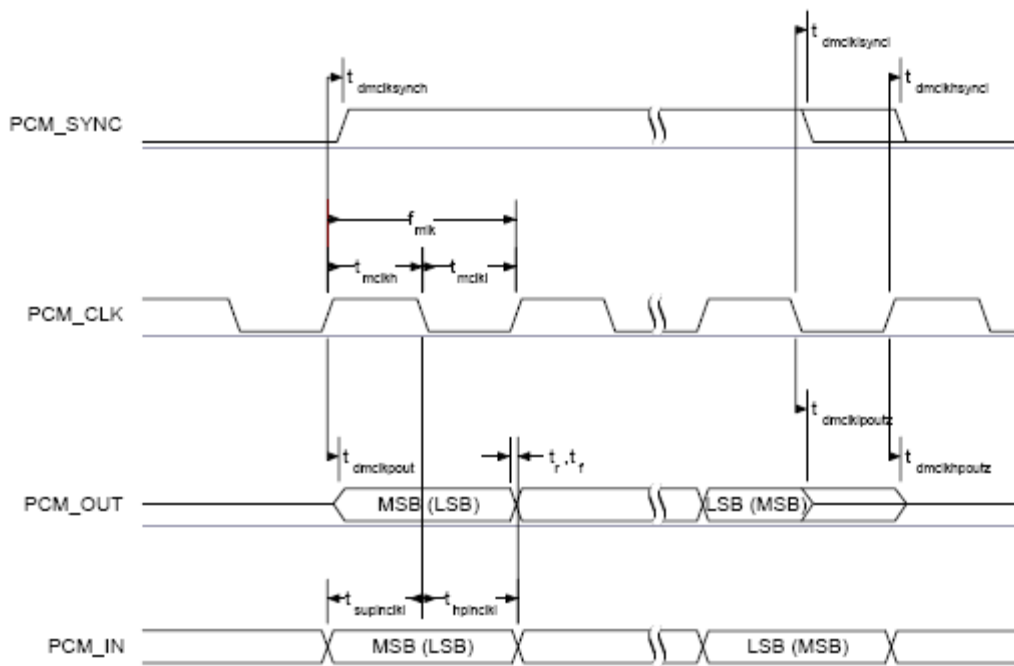 t dmclklsyncl
t dmclksynch
t dmclkhsyncl
PCM_SYNC
f mlk
t mclkh
t mclkl
PCM_CLK
t dmclklpoutz
t dmclkpout
t r ,t f
t dmclkhpoutz
PCM_OUT
MSB (LSB)
LSB (MSB)
t supinclkl
t hpinclkl
PCM_IN
MSB (LSB)
LSB (MSB)